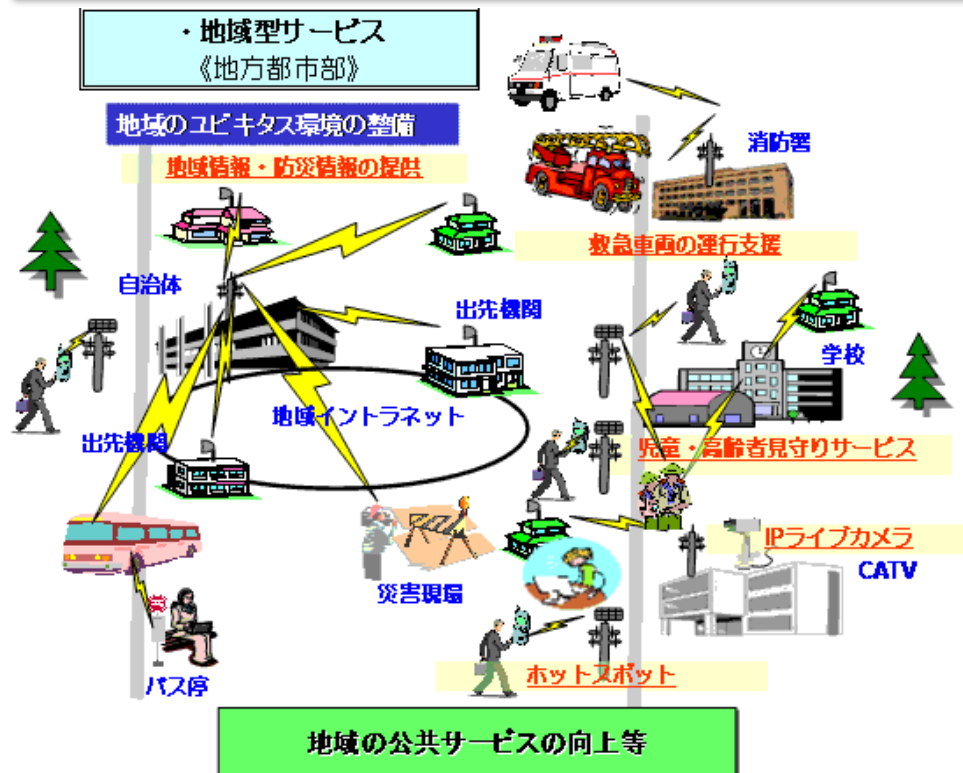 ・地域型サービス
《地方都市部》
地域のユビキタス環境の整備
地域情報・防災情報の提供
消防署
救急車両の運行支援
自治体
出先機関
学校
地域イントラネット
出先機関
児童・高齢者見守りサービス
IPライブカメラ
CATV
災害現場
バス停
ホットスポット
地域の公共サービスの向上等